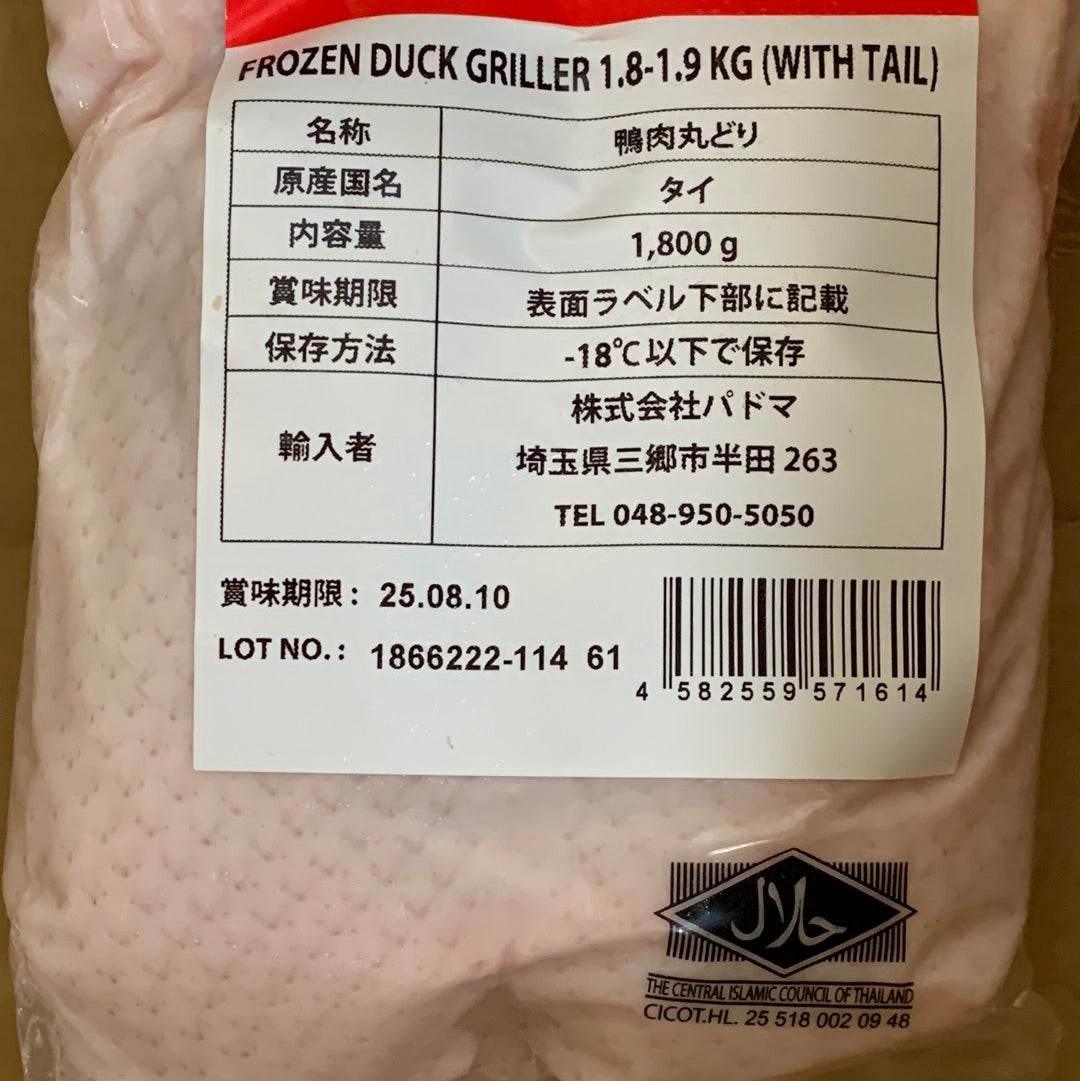 FROZEN DUCK GRILLER 1.8-1.9 KG (WITH TAIL)
名称 鴨肉丸どり
原産国名 タイ
内容量 1,800 g
賞味期限 表面ラベル下部に記載
保存方法 -18℃以下で保存
輸入者 株式会社パドマ
埼玉県三郷市半田 263
TEL 048-950-5050
賞味期限: 25.08.10
LOT NO.: 1866222-114 61
4 582559 571614
حلال
THE CENTRAL ISLAMIC COUNCIL OF THAILAND
CICOT.HL. 25 518 002 09 48